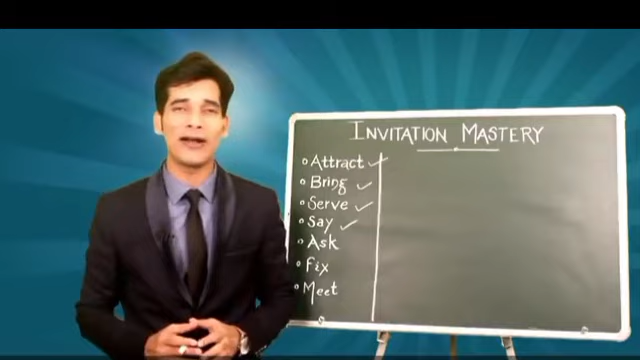 INVITATION MASTERY
Attract
Bring
Serve
Say
Ask
Fix
Meet